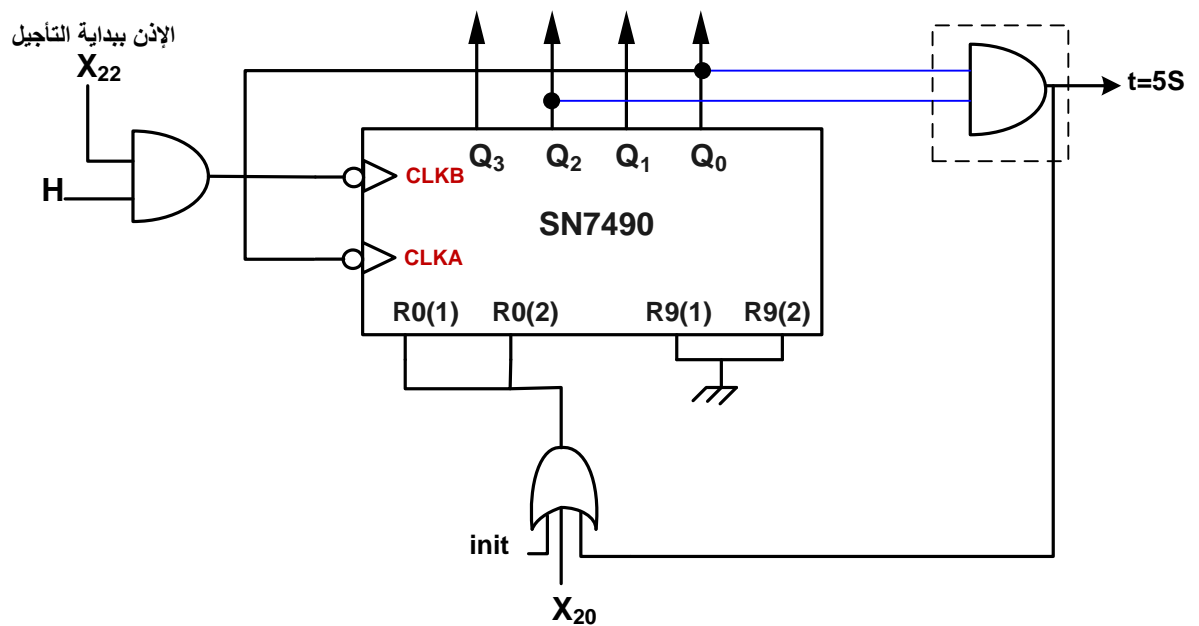 الإذن ببداية التأجيل
X22
H
t=5S
Q3 Q2 Q1 Q0
CLKB
SN7490
CLKA
R0(1) R0(2) R9(1) R9(2)
init
X20